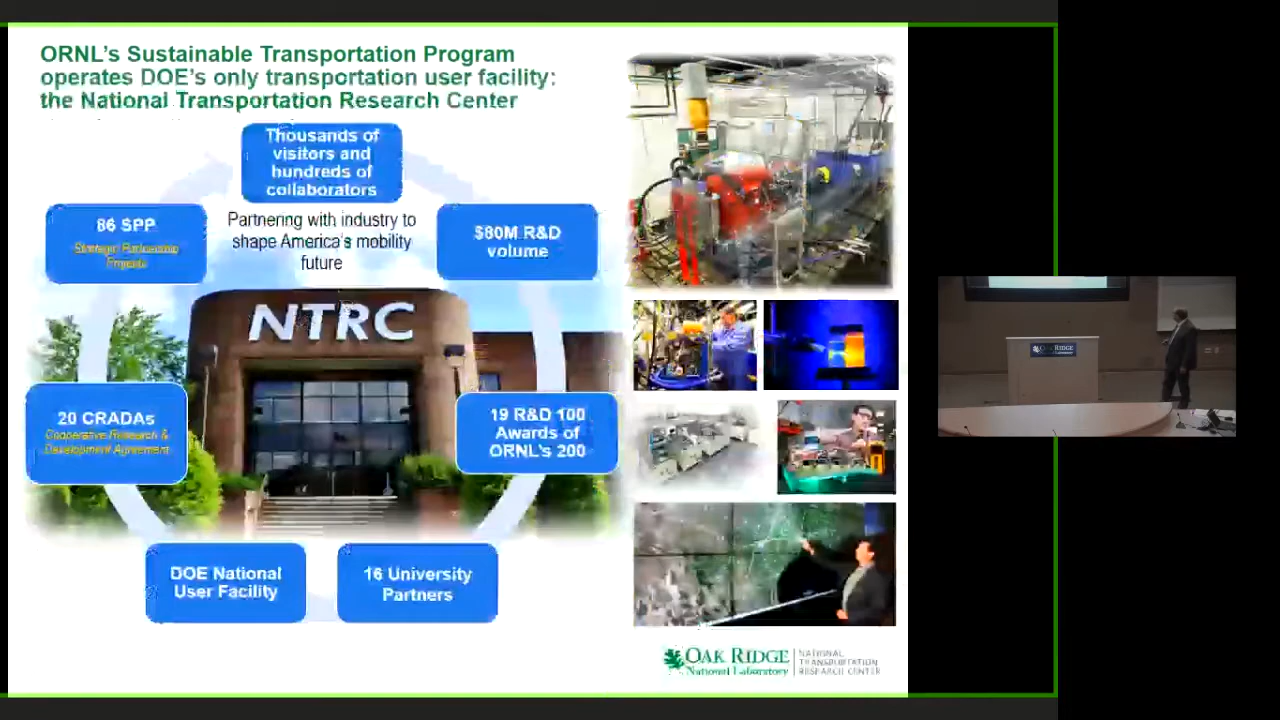 ORNL's Sustainable Transportation Program
operates DOE's only transportation user facility:
the National Transportation Research Center
Thousands of
visitors and
hundreds of
collaborators
86 SPP
Strategic Partnership
Projects
Partnering with industry to
shape America's mobility
future
$80M R&D
volume
NTRC
20 CRADAs
Cooperative Research &
Development Agreement
19 R&D 100
Awards of
ORNL's 200
DOE National
User Facility
16 University
Partners
OAK RIDGE
National Laboratory
NATIONAL
TRANSPORTATION
RESEARCH CENTER
OAK RIDGE